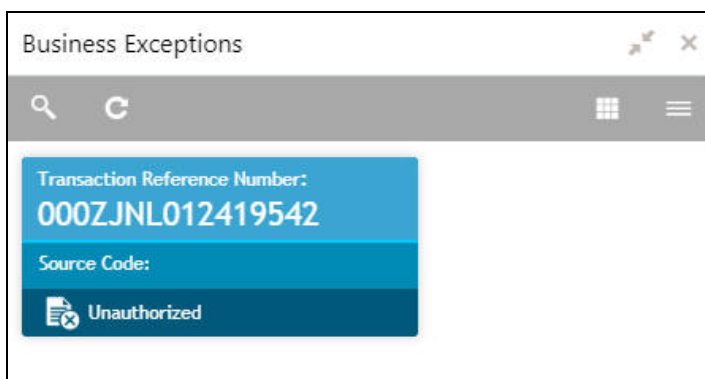 Business Exceptions
Transaction Reference Number:
000ZJNL012419542
Source Code:
Unauthorized